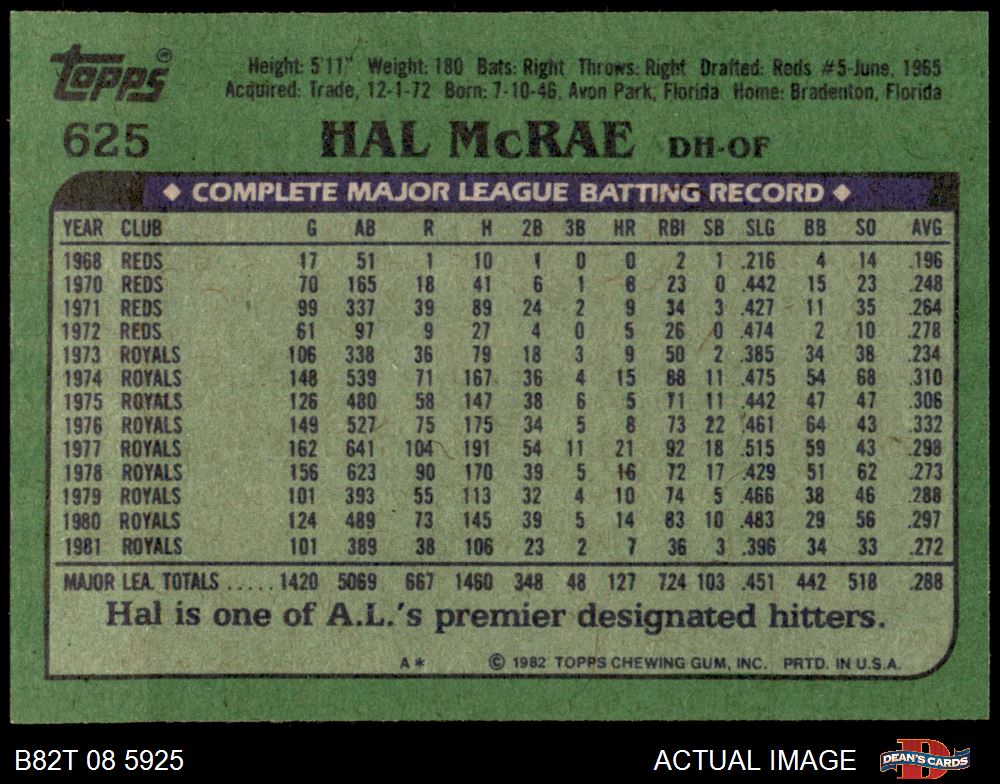 Topps ®
Height: 5'11" Weight: 180 Bats: Right Throws: Right Drafted: Reds #5-June, 1965
Acquired: Trade, 12-1-72 Born: 7-10-46, Avon Park, Florida Home: Bradenton, Florida
625 HAL McRAE DH-OF
◆ COMPLETE MAJOR LEAGUE BATTING RECORD ◆
YEAR CLUB G AB R H 2B 3B HR RBI SB SLG BB SO AVG
1968 REDS 17 51 1 10 1 0 0 2 1 .216 4 14 .196
1970 REDS 70 165 18 41 6 1 8 23 0 .442 15 23 .248
1971 REDS 99 337 39 89 24 2 9 34 3 .427 11 35 .264
1972 REDS 61 97 9 27 4 0 5 26 0 .474 2 10 .278
1973 ROYALS 106 338 36 79 18 3 9 50 2 .385 34 38 .234
1974 ROYALS 148 539 71 167 36 4 15 88 11 .475 54 68 .310
1975 ROYALS 126 480 58 147 38 6 5 71 11 .442 47 47 .306
1976 ROYALS 149 527 75 175 34 5 8 73 22 .461 64 43 .332
1977 ROYALS 162 641 104 191 54 11 21 92 18 .515 59 43 .298
1978 ROYALS 156 623 90 170 39 5 16 72 17 .429 51 62 .273
1979 ROYALS 101 393 55 113 32 4 10 74 5 .466 38 46 .288
1980 ROYALS 124 489 73 145 39 5 14 83 10 .483 29 56 .297
1981 ROYALS 101 389 38 106 23 2 7 36 3 .396 34 33 .272
MAJOR LEA. TOTALS ..... 1420 5069 667 1460 348 48 127 724 103 .451 442 518 .288
Hal is one of A.L.'s premier designated hitters.
A* © 1982 TOPPS CHEWING GUM, INC. PRTD. IN U.S.A.
B82T 08 5925 ACTUAL IMAGE DEAN'S CARDS